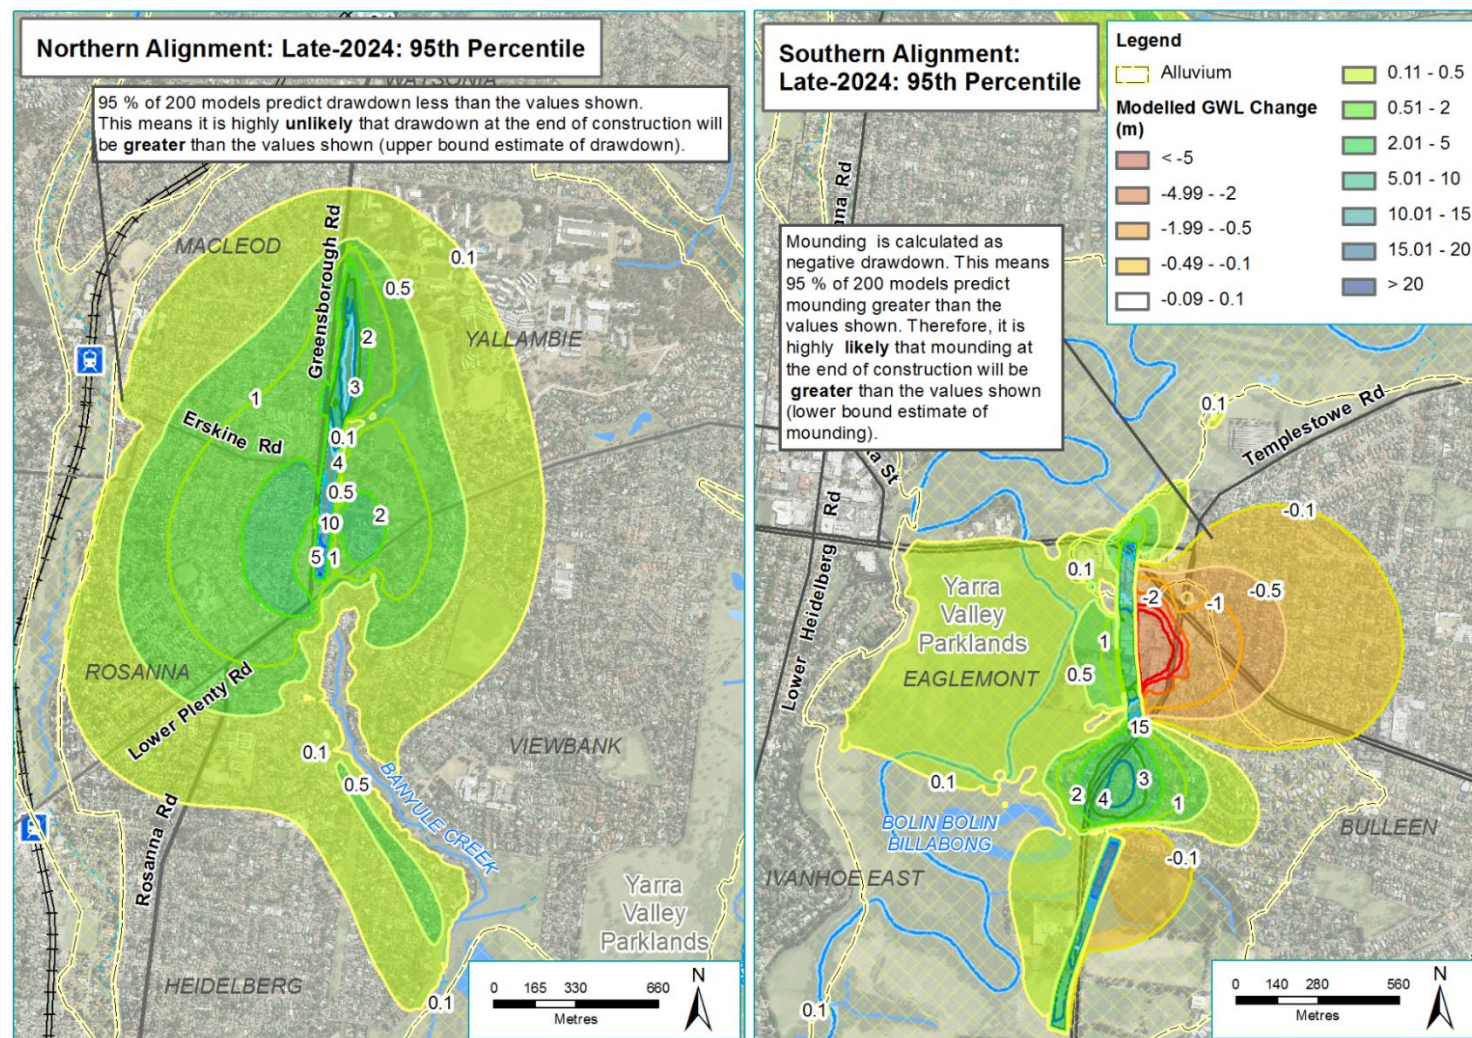 Northern Alignment: Late-2024: 95th Percentile
WATSONIA
95 % of 200 models predict drawdown less than the values shown.
This means it is highly unlikely that drawdown at the end of construction will
be greater than the values shown (upper bound estimate of drawdown).
MACLEOD
Greensborough Rd
0.1
0.5
2
YALLAMBIE
3
1
Erskine Rd
0.1
4
0.5
10
2
5
1
ROSANNA
Lower Plenty Rd
0.1
VIEWBANK
0.5
BANYULE CREEK
Rosanna Rd
Yarra
Valley
Parklands
HEIDELBERG
0.1
0 165 330 660
Metres
N
Southern Alignment:
Late-2024: 95th Percentile
Legend
Alluvium
Modelled GWL Change
(m)
< -5
-4.99 - -2
-1.99 - -0.5
-0.49 - -0.1
-0.09 - 0.1
0.11 - 0.5
0.51 - 2
2.01 - 5
5.01 - 10
10.01 - 15
15.01 - 20
> 20
Mounding is calculated as
negative drawdown. This means
95 % of 200 models predict
mounding greater than the
values shown. Therefore, it is
highly likely that mounding at
the end of construction will be
greater than the values shown
(lower bound estimate of
mounding).
nna Rd
St
Lower Heidelberg Rd
0.1
Templestowe Rd
-0.1
0.1
Yarra
Valley
Parklands
-2
-1
-0.5
1
EAGLEMONT
0.5
15
0.1
2
4
3
1
BOLIN BOLIN
BILLABONG
BULLEEN
-0.1
IVANHOE EAST
0.1
0 140 280 560
Metres
N